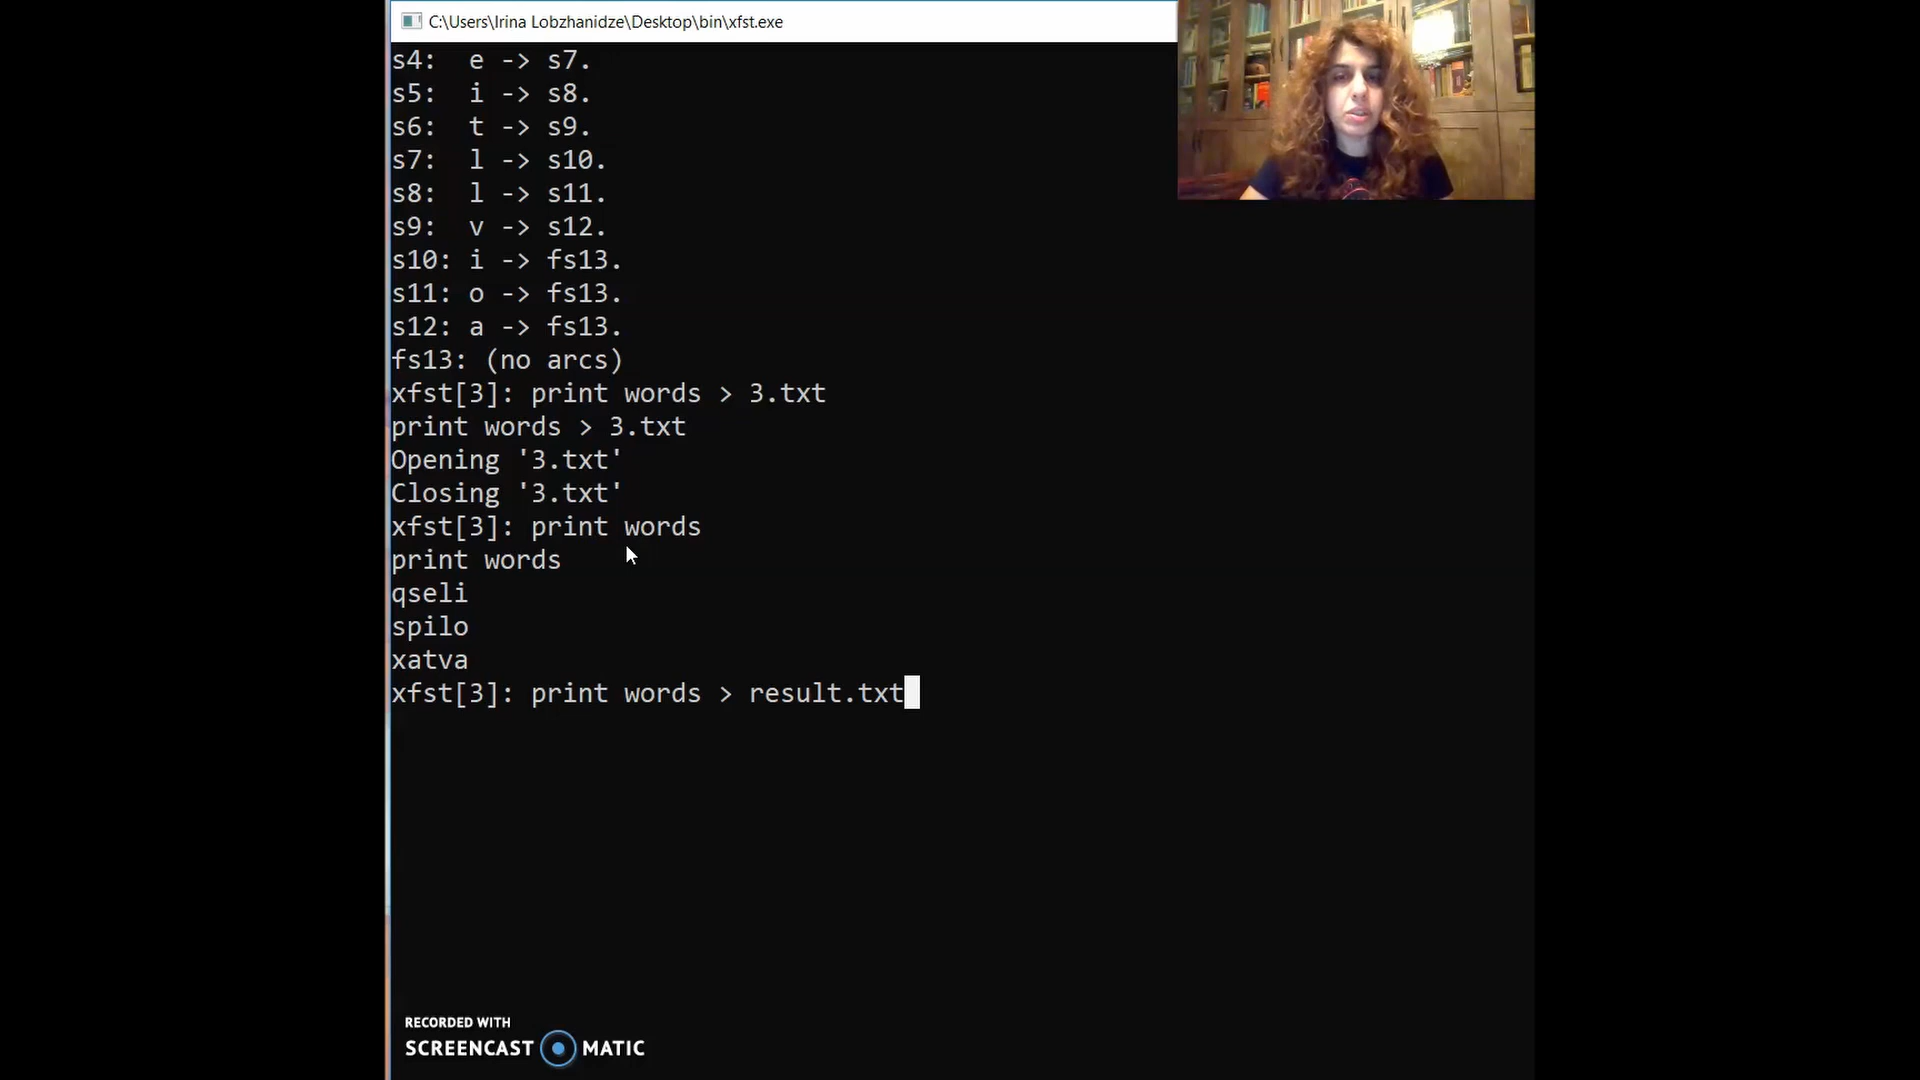 C:\Users\Irina Lobzhanidze\Desktop\bin\xfst.exe
s4:  e -> s7.
s5:  i -> s8.
s6:  t -> s9.
s7:  l -> s10.
s8:  l -> s11.
s9:  v -> s12.
s10: i -> fs13.
s11: o -> fs13.
s12: a -> fs13.
fs13: (no arcs)
xfst[3]: print words > 3.txt
print words > 3.txt
Opening '3.txt'
Closing '3.txt'
xfst[3]: print words
print words
qseli
spilo
xatva
xfst[3]: print words > result.txt
RECORDED WITH
SCREENCAST MATIC